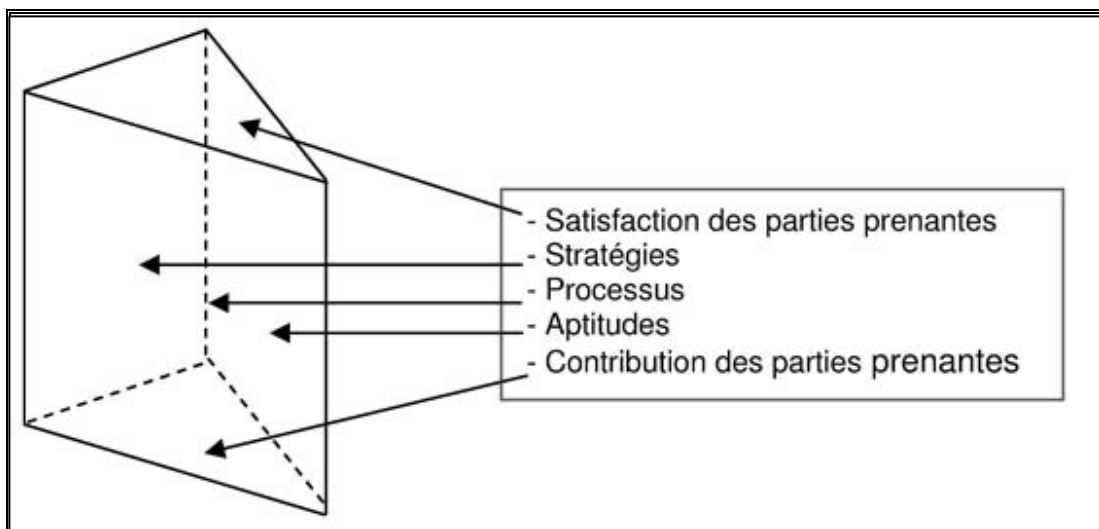 - Satisfaction des parties prenantes
- Stratégies
- Processus
- Aptitudes
- Contribution des parties prenantes